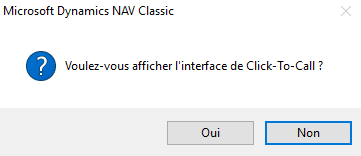 Microsoft Dynamics NAV Classic
Voulez-vous afficher l'interface de Click-To-Call ?
Oui
Non